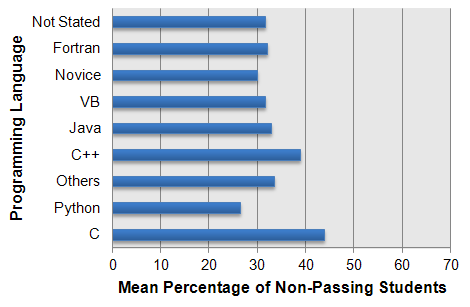 Programming Language
Not Stated
Fortran
Novice
VB
Java
C++
Others
Python
C
0 10 20 30 40 50 60 70
Mean Percentage of Non-Passing Students